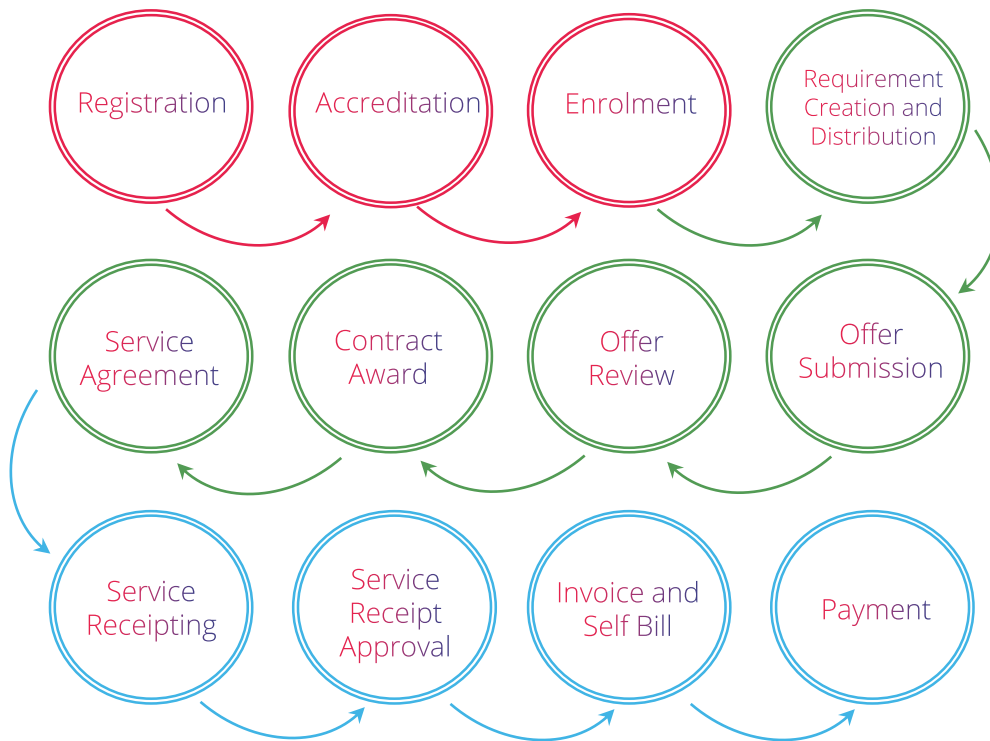 Registration
Accreditation
Enrolment
Requirement
Creation and
Distribution
Offer
Submission
Offer
Review
Contract
Award
Service
Agreement
Service
Receipting
Service
Receipt
Approval
Invoice and
Self Bill
Payment